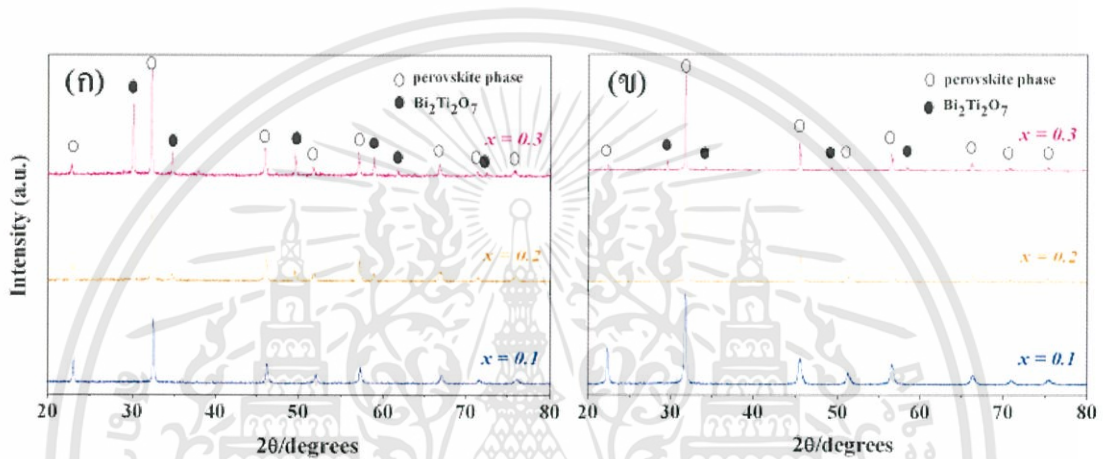 (ก)
○ perovskite phase
● Bi₂Ti₂O₇
x = 0.3
x = 0.2
x = 0.1
Intensity (a.u.)
20 30 40 50 60 70 80
2θ/degrees
(ข)
○ perovskite phase
● Bi₂Ti₂O₇
x = 0.3
x = 0.2
x = 0.1
20 30 40 50 60 70 80
2θ/degrees